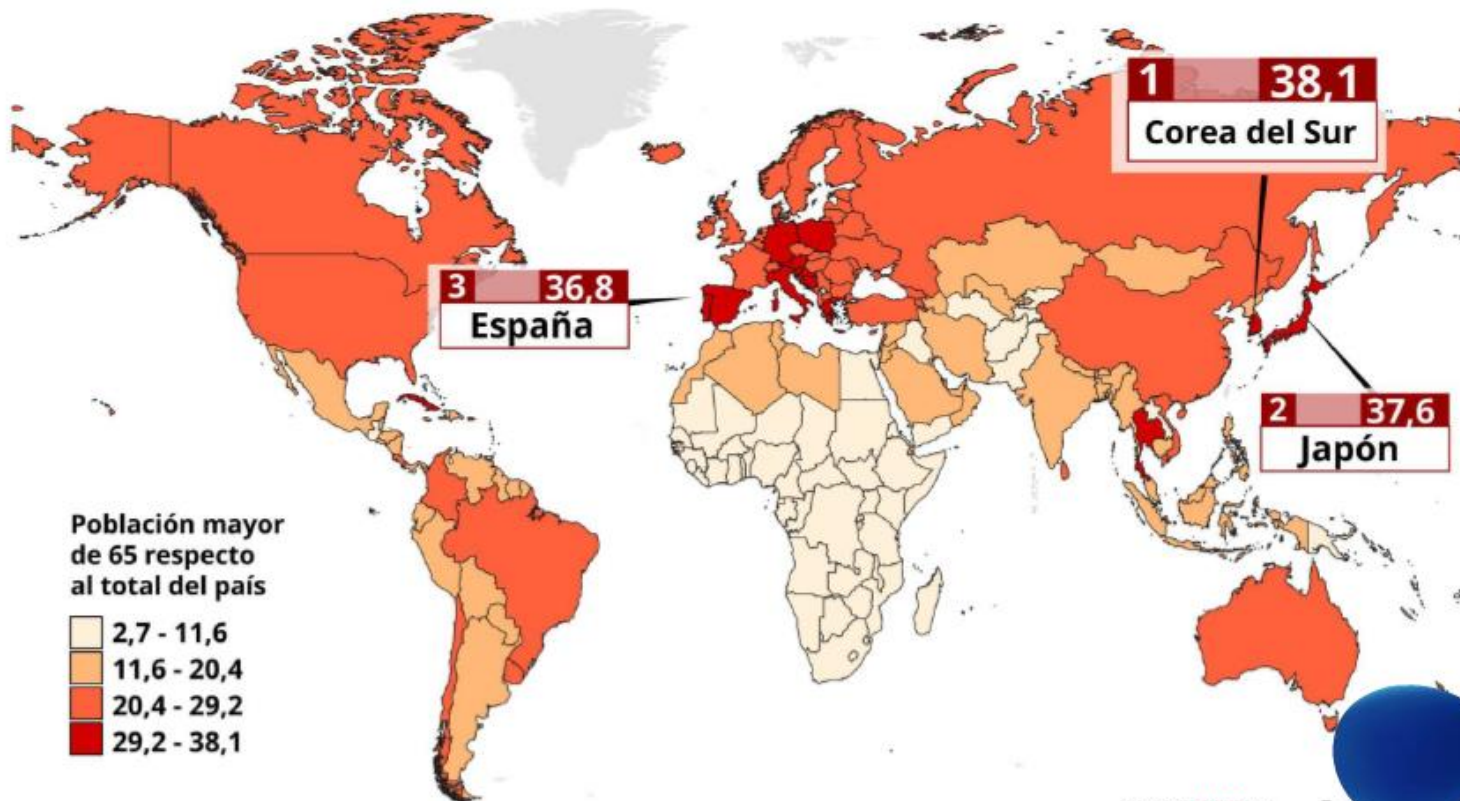 1 38,1
Corea del Sur
3 36,8
España
2 37,6
Japón
Población mayor
de 65 respecto
al total del país
2,7 - 11,6
11,6 - 20,4
20,4 - 29,2
29,2 - 38,1